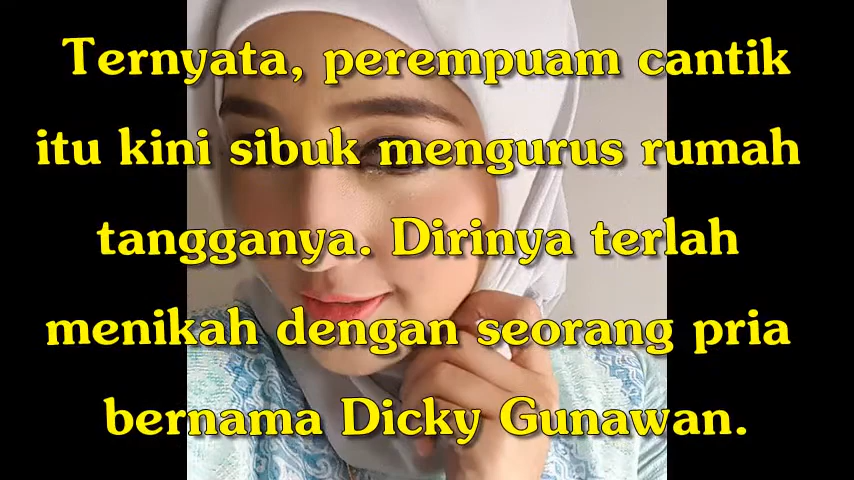 Ternyata, perempuam cantik
itu kini sibuk mengurus rumah
tangganya. Dirinya terlah
menikah dengan seorang pria
bernama Dicky Gunawan.